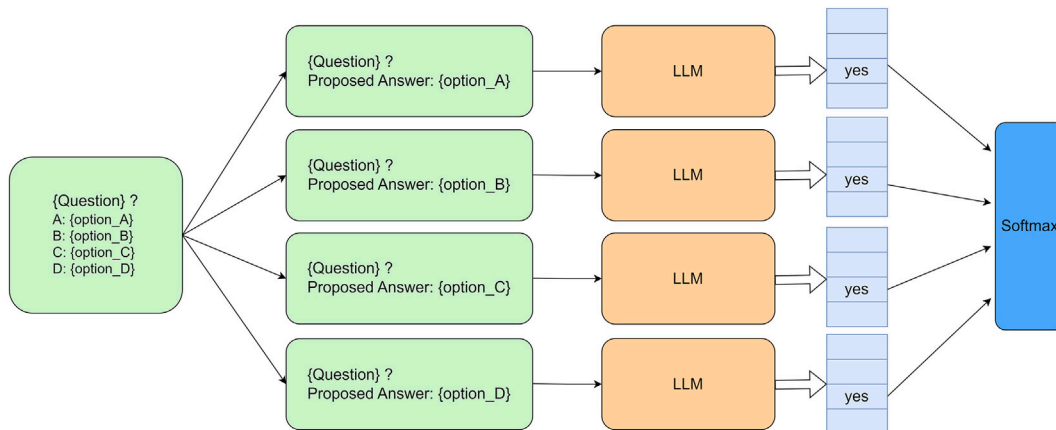 {Question} ?
A: {option_A}
B: {option_B}
C: {option_C}
D: {option_D}
{Question} ?
Proposed Answer: {option_A}
LLM
yes
{Question} ?
Proposed Answer: {option_B}
LLM
yes
{Question} ?
Proposed Answer: {option_C}
LLM
yes
{Question} ?
Proposed Answer: {option_D}
LLM
yes
Softmax